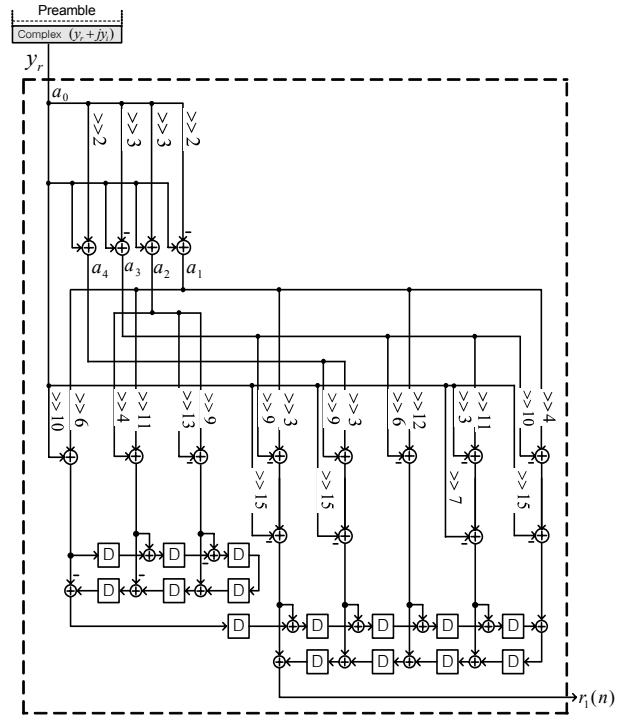 Preamble
Complex (y_r + jy_i)
y_r
a_0
>>2 >>3 >>3 >>2
- -
a_4 a_3 a_2 a_1
>>10 >>6 >>4 >>11 >>13 >>9 >>9 >>3 >>9 >>3 >>6 >>12 >>3 >>11 >>10 >>4
- - - - - -
>>15 >>15 >>7 >>15
- - - -
D D D
-
- -
D D D
D D D D D
D D D D
r_1(n)